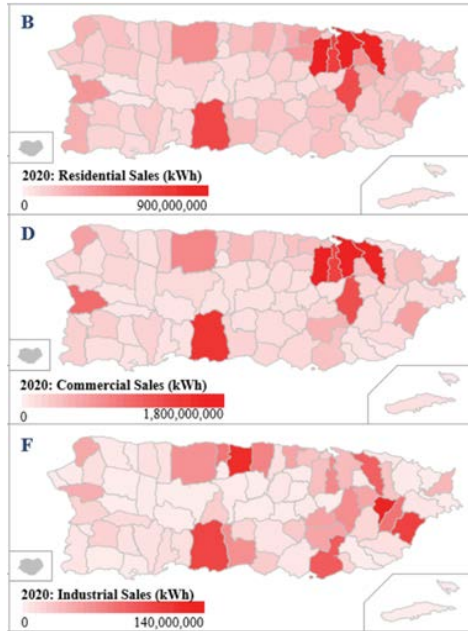 B
2020: Residential Sales (kWh)
0 900,000,000
D
2020: Commercial Sales (kWh)
0 1,800,000,000
F
2020: Industrial Sales (kWh)
0 140,000,000